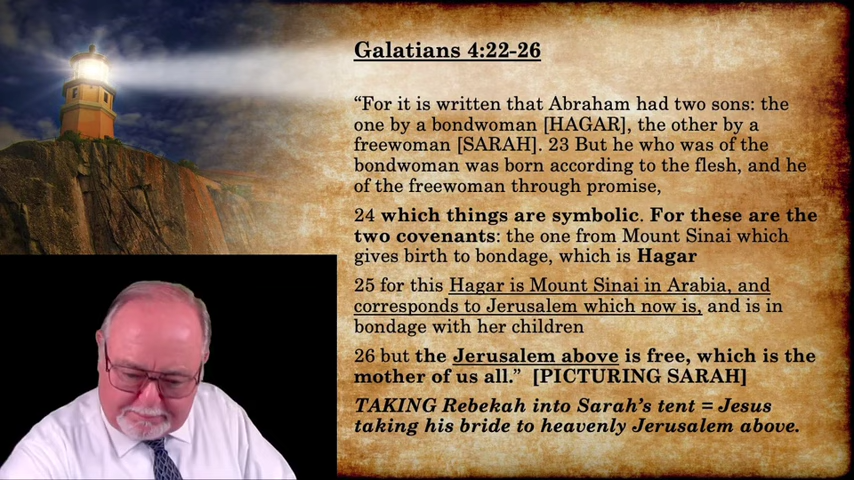 Galatians 4:22-26
“For it is written that Abraham had two sons: the
one by a bondwoman [HAGAR], the other by a
freewoman [SARAH]. 23 But he who was of the
bondwoman was born according to the flesh, and he
of the freewoman through promise,
24 which things are symbolic. For these are the
two covenants: the one from Mount Sinai which
gives birth to bondage, which is Hagar
25 for this Hagar is Mount Sinai in Arabia, and
corresponds to Jerusalem which now is, and is in
bondage with her children
26 but the Jerusalem above is free, which is the
mother of us all.” [PICTURING SARAH]
TAKING Rebekah into Sarah’s tent = Jesus
taking his bride to heavenly Jerusalem above.